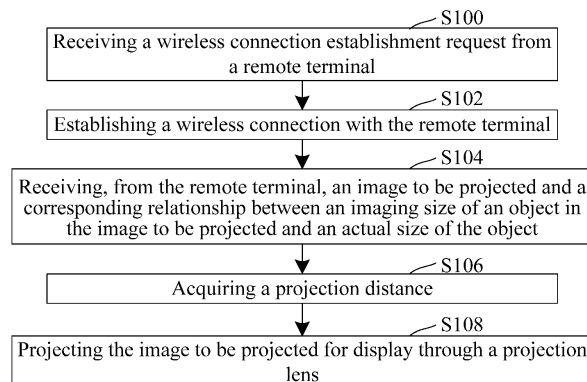 S100
Receiving a wireless connection establishment request from
a remote terminal
S102
Establishing a wireless connection with the remote terminal
S104
Receiving, from the remote terminal, an image to be projected and a
corresponding relationship between an imaging size of an object in
the image to be projected and an actual size of the object
S106
Acquiring a projection distance
S108
Projecting the image to be projected for display through a projection
lens